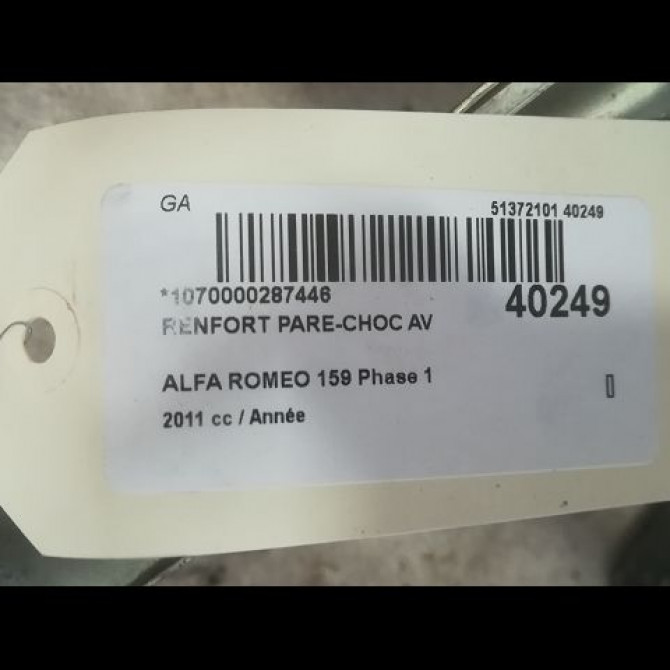 GA
51372101 40249
*1070000287446
40249
RENFORT PARE-CHOC AV
ALFA ROMEO 159 Phase 1
2011 cc / Année